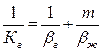 1/K_г = 1/β_г + m/β_ж